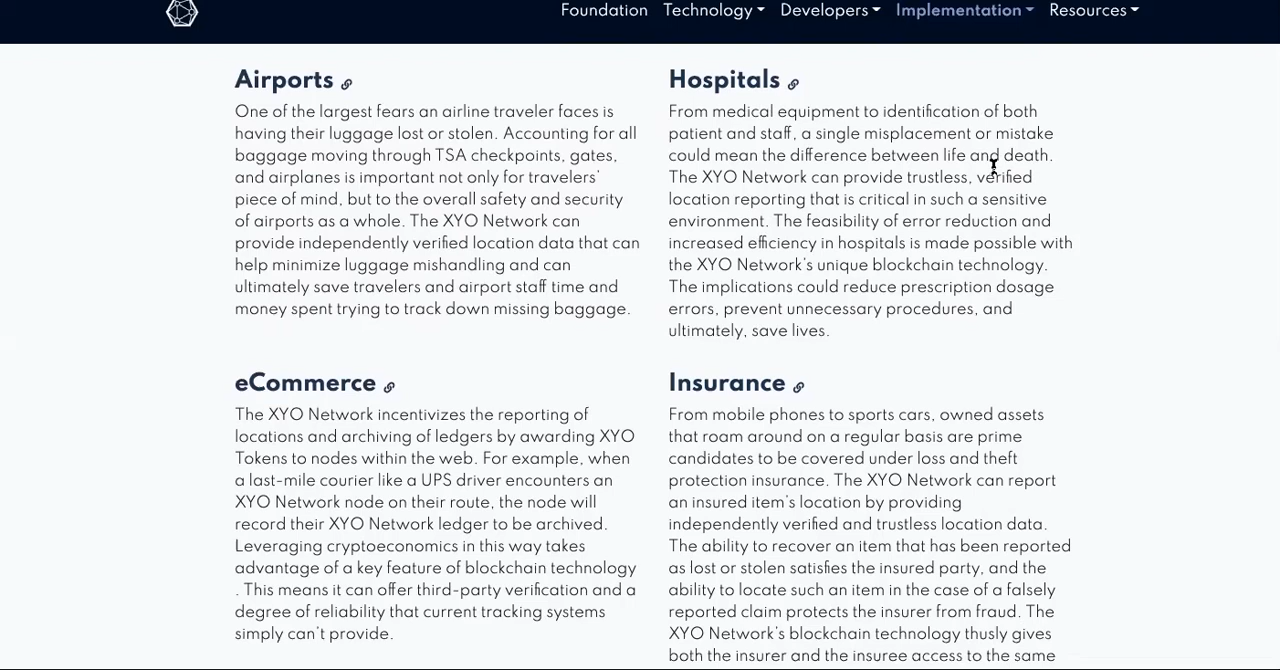 Foundation Technology Developers Implementation Resources
Airports
One of the largest fears an airline traveler faces is
having their luggage lost or stolen. Accounting for all
baggage moving through TSA checkpoints, gates,
and airplanes is important not only for travelers'
piece of mind, but to the overall safety and security
of airports as a whole. The XYO Network can
provide independently verified location data that can
help minimize luggage mishandling and can
ultimately save travelers and airport staff time and
money spent trying to track down missing baggage.
Hospitals
From medical equipment to identification of both
patient and staff, a single misplacement or mistake
could mean the difference between life and death.
The XYO Network can provide trustless, verified
location reporting that is critical in such a sensitive
environment. The feasibility of error reduction and
increased efficiency in hospitals is made possible with
the XYO Network's unique blockchain technology.
The implications could reduce prescription dosage
errors, prevent unnecessary procedures, and
ultimately, save lives.
eCommerce
The XYO Network incentivizes the reporting of
locations and archiving of ledgers by awarding XYO
Tokens to nodes within the web. For example, when
a last-mile courier like a UPS driver encounters an
XYO Network node on their route, the node will
record their XYO Network ledger to be archived.
Leveraging cryptoeconomics in this way takes
advantage of a key feature of blockchain technology
. This means it can offer third-party verification and a
degree of reliability that current tracking systems
simply can't provide.
Insurance
From mobile phones to sports cars, owned assets
that roam around on a regular basis are prime
candidates to be covered under loss and theft
protection insurance. The XYO Network can report
an insured item's location by providing
independently verified and trustless location data.
The ability to recover an item that has been reported
as lost or stolen satisfies the insured party, and the
ability to locate such an item in the case of a falsely
reported claim protects the insurer from fraud. The
XYO Network's blockchain technology thusly gives
both the insurer and the insuree access to the same